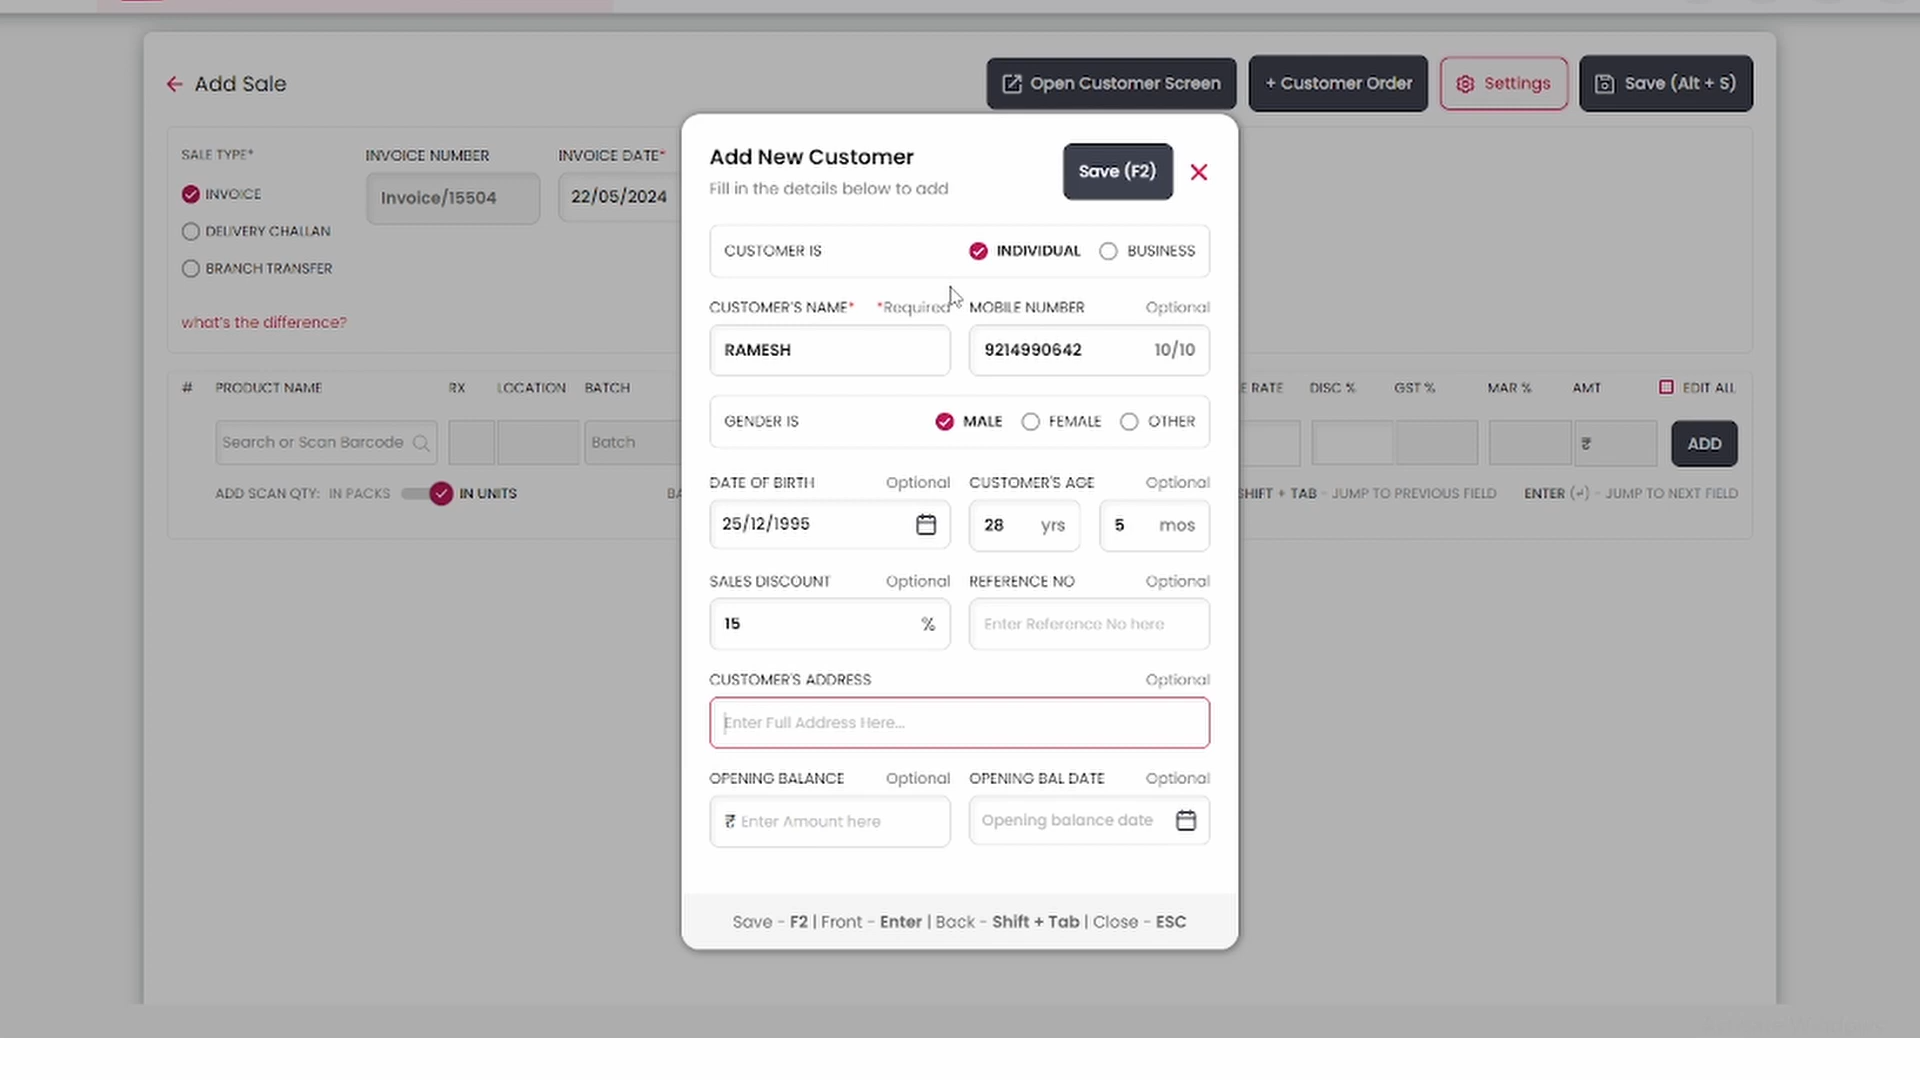 Add Sale
Open Customer Screen
+ Customer Order
Settings
Save (Alt + S)
SALE TYPE*
INVOICE NUMBER
INVOICE DATE*
INVOICE
Invoice/15504
22/05/2024
DELIVERY CHALLAN
BRANCH TRANSFER
what's the difference?
Add New Customer
Fill in the details below to add
Save (F2)
CUSTOMER IS
INDIVIDUAL
BUSINESS
CUSTOMER'S NAME*
*Required
MOBILE NUMBER
Optional
RAMESH
9214990642
10/10
GENDER IS
MALE
FEMALE
OTHER
DATE OF BIRTH
Optional
CUSTOMER'S AGE
Optional
25/12/1995
28 yrs
5 mos
SALES DISCOUNT
Optional
REFERENCE NO
Optional
15
%
Enter Reference No here
CUSTOMER'S ADDRESS
Optional
Enter Full Address Here...
OPENING BALANCE
Optional
OPENING BAL DATE
Optional
₹ Enter Amount here
Opening balance date
Save - F2 | Front - Enter | Back - Shift + Tab | Close - ESC
# PRODUCT NAME RX LOCATION BATCH
E RATE DISC % GST % MAR % AMT EDIT ALL
Search or Scan Barcode
Batch
₹
ADD
ADD SCAN QTY: IN PACKS IN UNITS
BA
SHIFT + TAB - JUMP TO PREVIOUS FIELD
ENTER (↵) - JUMP TO NEXT FIELD